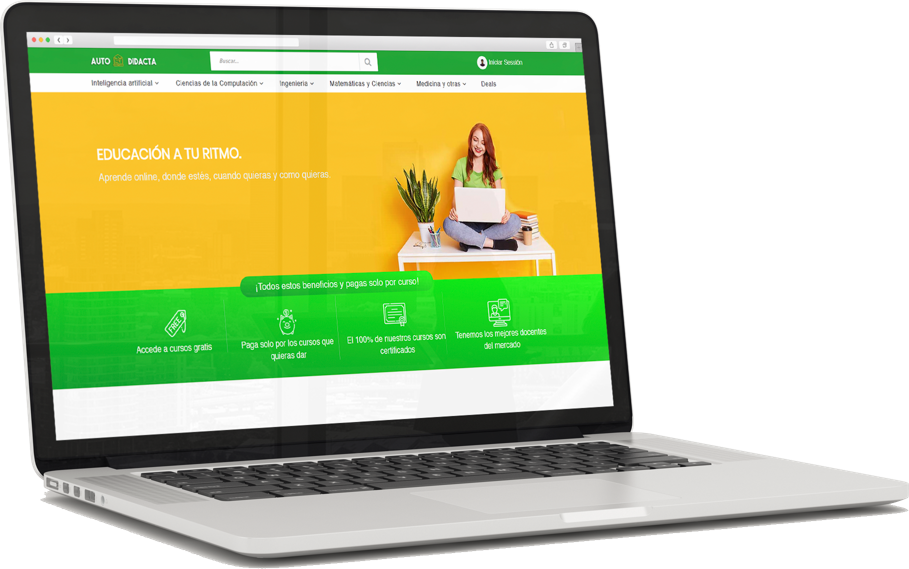 AUTO DIDACTA
Buscar...
Iniciar Sessión
Inteligencia artificial
Ciencias de la Computación
Ingeniería
Matemáticas y Ciencias
Medicina y otras
Deals
EDUCACIÓN A TU RITMO.
Aprende online, donde estés, cuando quieras y como quieras.
¡Todos estos beneficios y pagas solo por curso!
FREE
Accede a cursos gratis
Paga solo por los cursos que
quieras dar
El 100% de nuestros cursos son
certificados
Tenemos los mejores docentes
del mercado